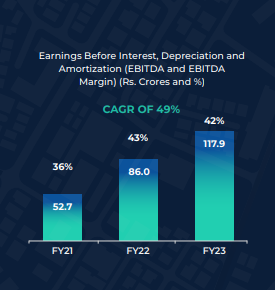 Earnings Before Interest, Depreciation and
Amortization (EBITDA and EBITDA
Margin) (Rs. Crores and %)
CAGR OF 49%
36%
43%
42%
52.7
86.0
117.9
FY21
FY22
FY23